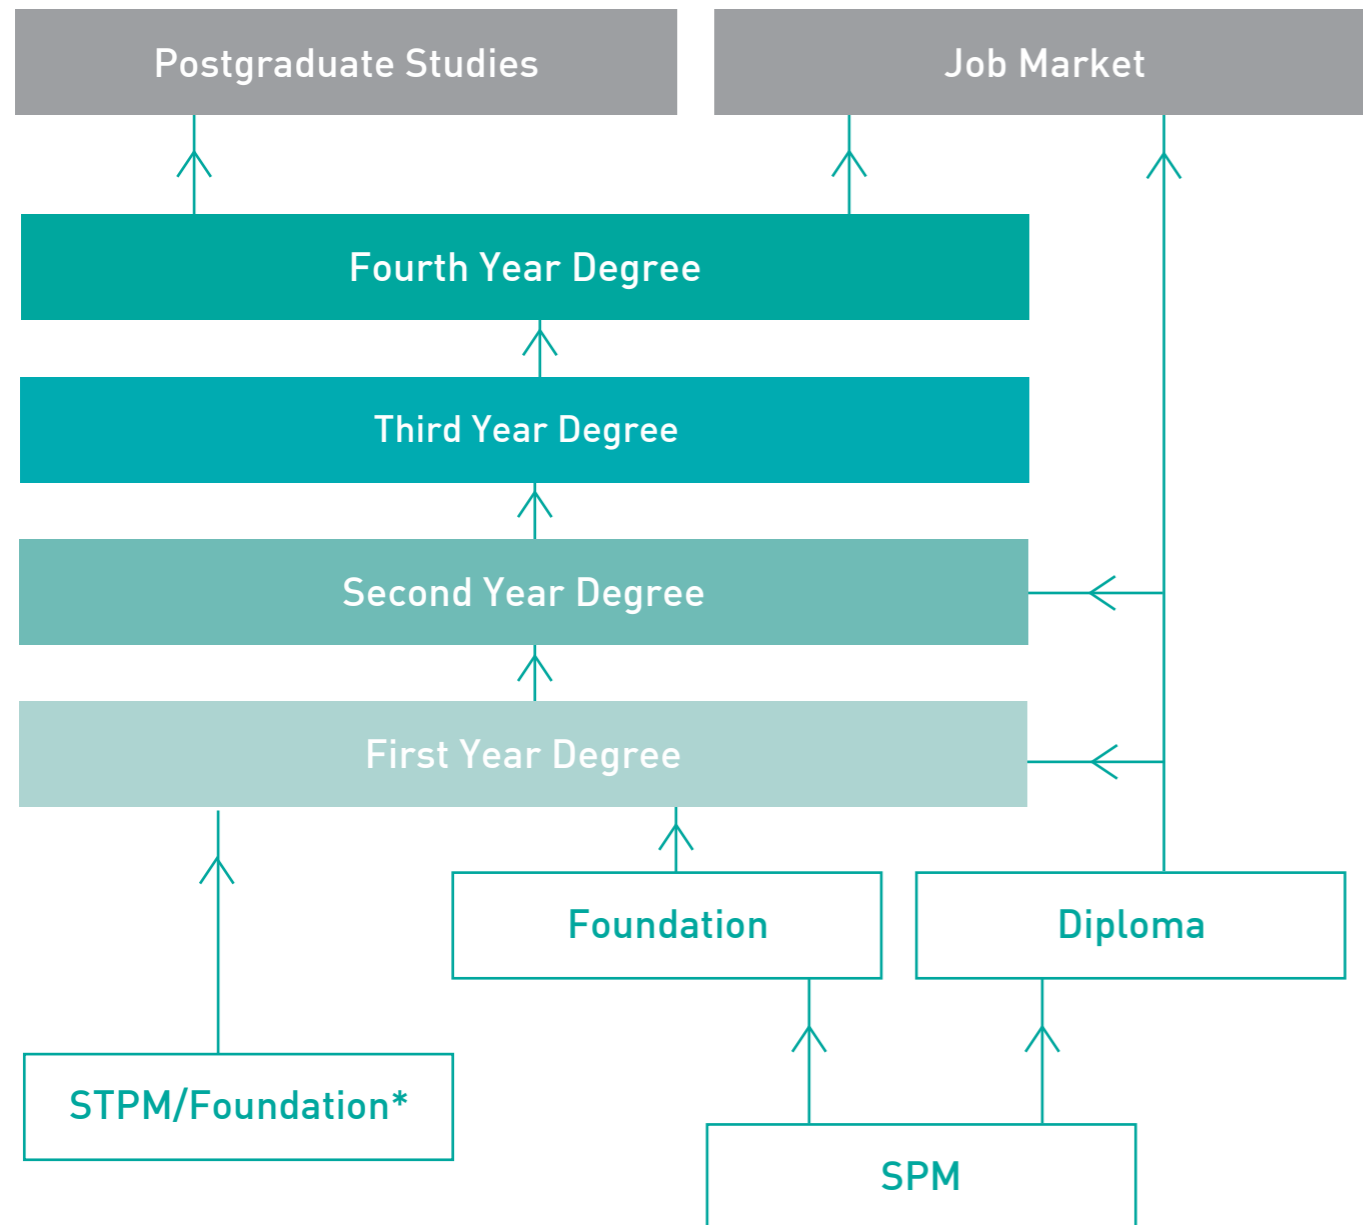 Postgraduate Studies
Job Market
Fourth Year Degree
Third Year Degree
Second Year Degree
First Year Degree
Foundation
Diploma
STPM/Foundation*
SPM